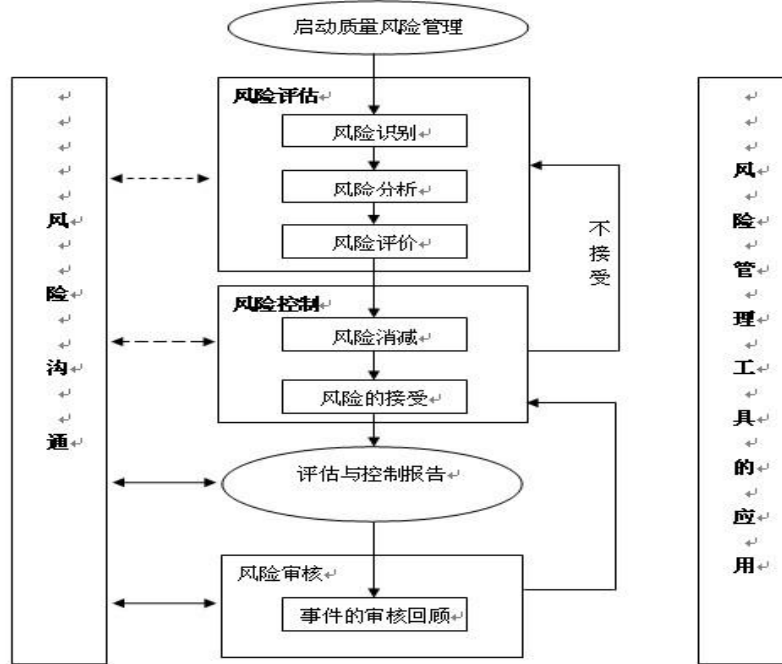 启动质量风险管理
风险评估
风险识别
风险分析
风险评价
风险控制
风险消减
风险的接受
评估与控制报告
风险审核
事件的审核回顾
不接受
风险沟通
风险管理工具的应用